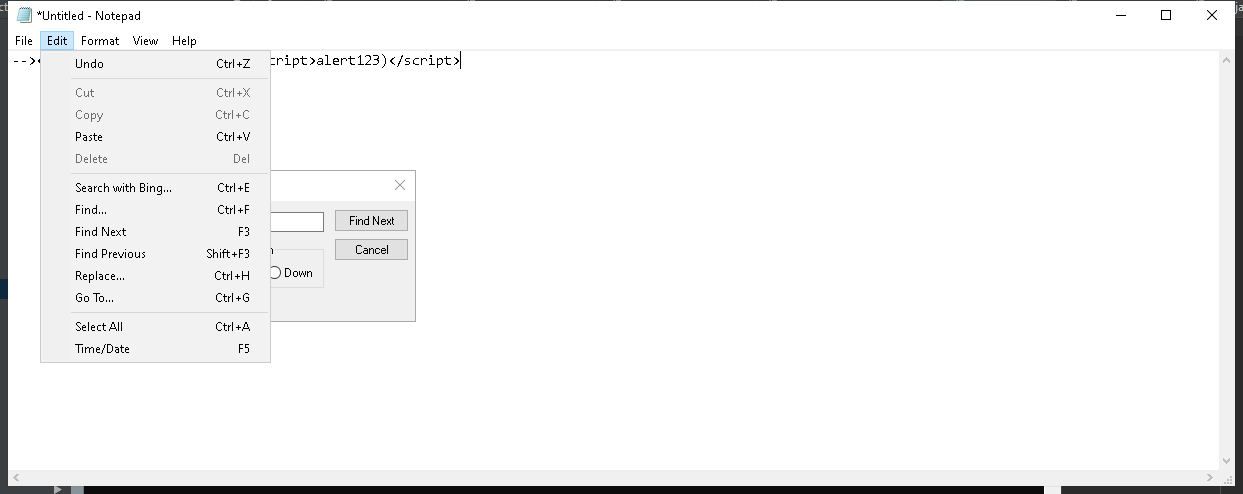 *Untitled - Notepad
File Edit Format View Help
--><
cript>alert123)</script>
Undo Ctrl+Z
Cut Ctrl+X
Copy Ctrl+C
Paste Ctrl+V
Delete Del
Search with Bing... Ctrl+E
Find... Ctrl+F
Find Next F3
Find Previous Shift+F3
Replace... Ctrl+H
Go To... Ctrl+G
Select All Ctrl+A
Time/Date F5
Find Next
Cancel
Down